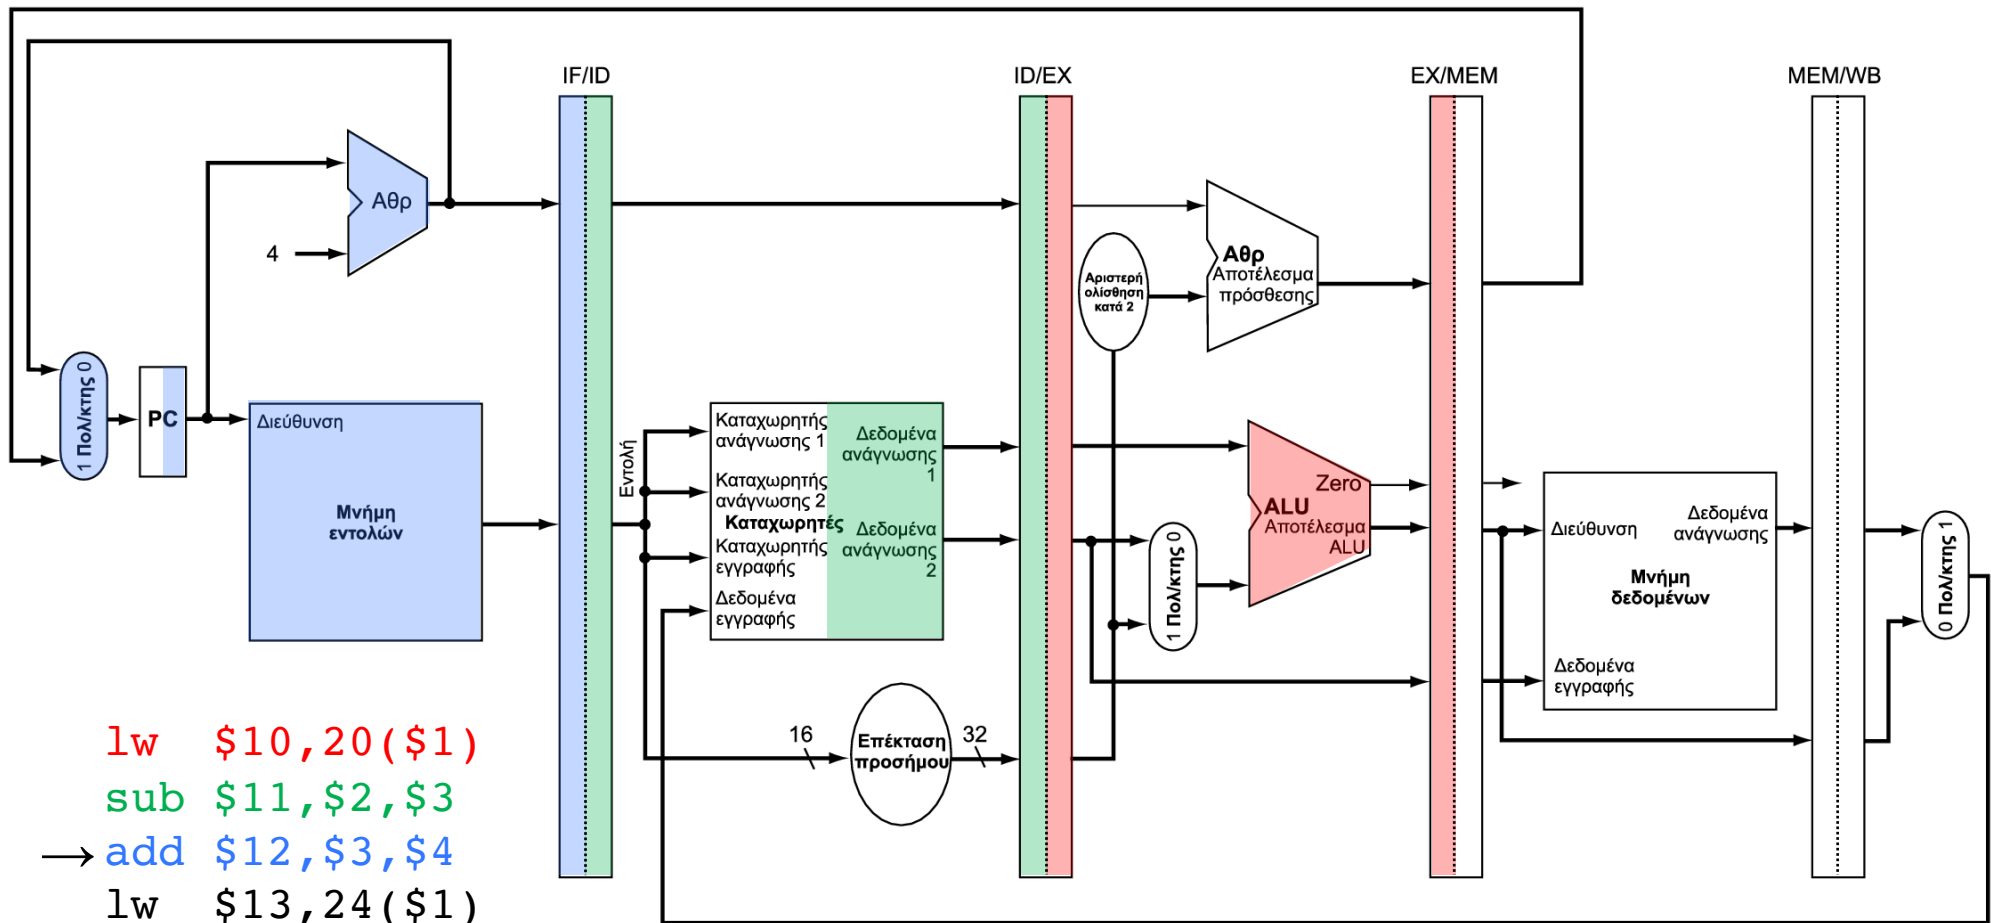 IF/ID
ID/EX
EX/MEM
MEM/WB
Αθρ
4
1 Πολ/κτης 0
PC
Διεύθυνση
Μνήμη
εντολών
Εντολή
Καταχωρητής
ανάγνωσης 1
Καταχωρητής
ανάγνωσης 2
Καταχωρητές
Καταχωρητής
εγγραφής
Δεδομένα
εγγραφής
Δεδομένα
ανάγνωσης
1
Δεδομένα
ανάγνωσης
2
16
Επέκταση
προσήμου
32
Αριστερή
ολίσθηση
κατά 2
Αθρ
Αποτέλεσμα
πρόσθεσης
1 Πολ/κτης 0
Zero
ALU
Αποτέλεσμα
ALU
Διεύθυνση
Δεδομένα
ανάγνωσης
Μνήμη
δεδομένων
Δεδομένα
εγγραφής
0 Πολ/κτης 1
lw $10,20($1)
sub $11,$2,$3
→ add $12,$3,$4
lw $13,24($1)